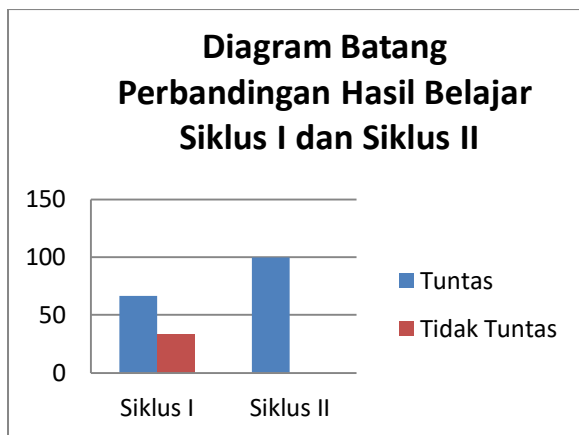 Diagram Batang
Perbandingan Hasil Belajar
Siklus I dan Siklus II
150
100
50
0
Siklus I
Siklus II
Tuntas
Tidak Tuntas